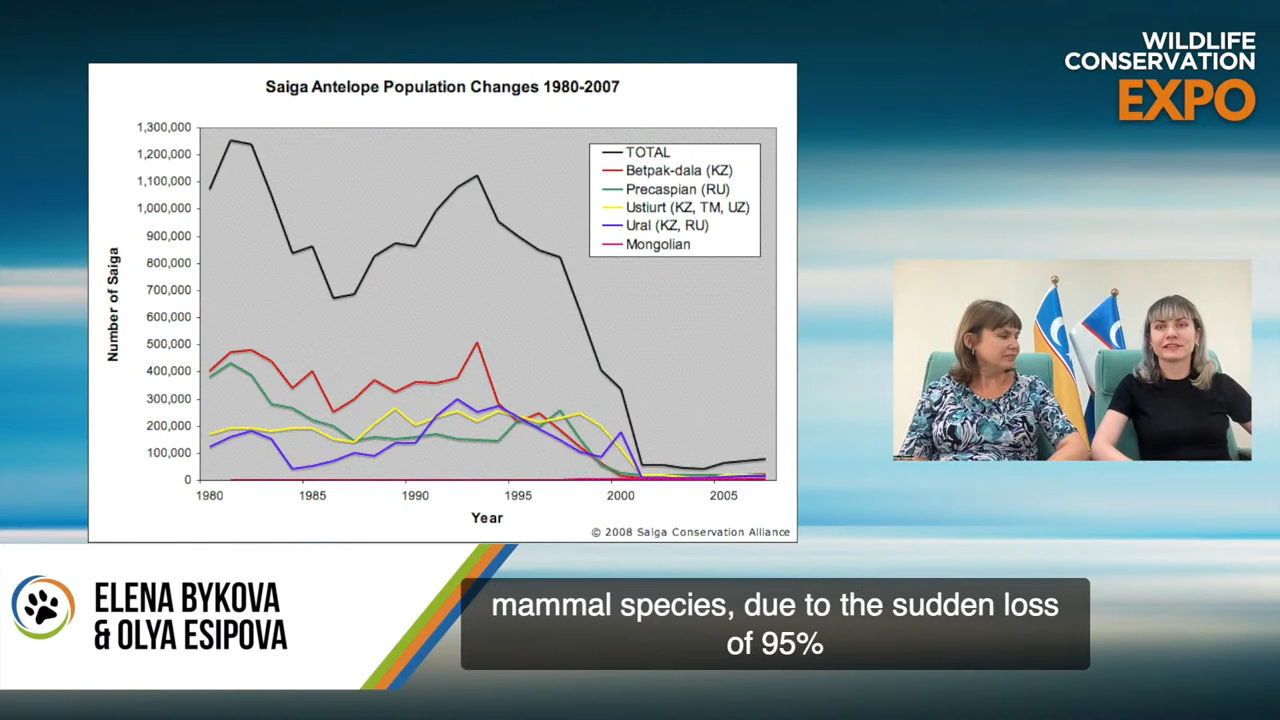 WILDLIFE
CONSERVATION
EXPO
Saiga Antelope Population Changes 1980-2007
1,300,000
1,200,000
1,100,000
1,000,000
900,000
800,000
700,000
600,000
500,000
400,000
300,000
200,000
100,000
0
Number of Saiga
TOTAL
Betpak-dala (KZ)
Precaspian (RU)
Ustiurt (KZ, TM, UZ)
Ural (KZ, RU)
Mongolian
1980 1985 1990 1995 2000 2005
Year
© 2008 Saiga Conservation Alliance
ELENA BYKOVA
& OLYA ESIPOVA
mammal species, due to the sudden loss
of 95%